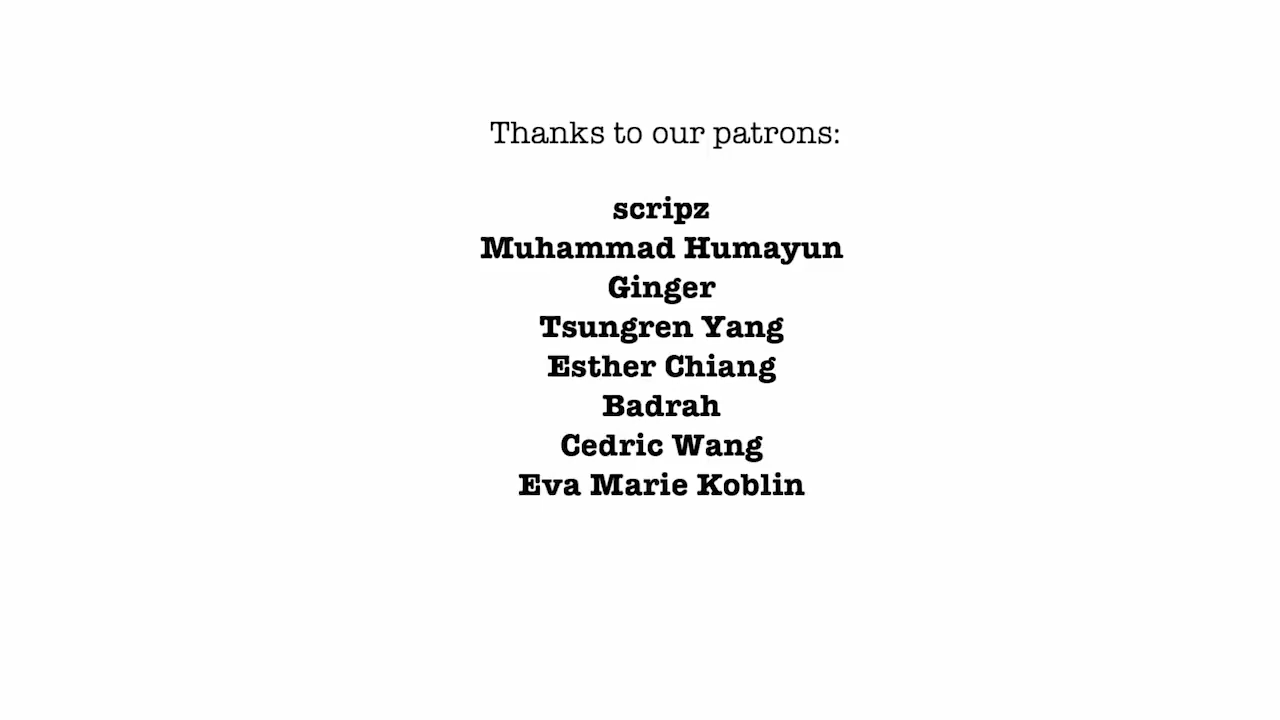 Thanks to our patrons:
scripz
Muhammad Humayun
Ginger
Tsungren Yang
Esther Chiang
Badrah
Cedric Wang
Eva Marie Koblin